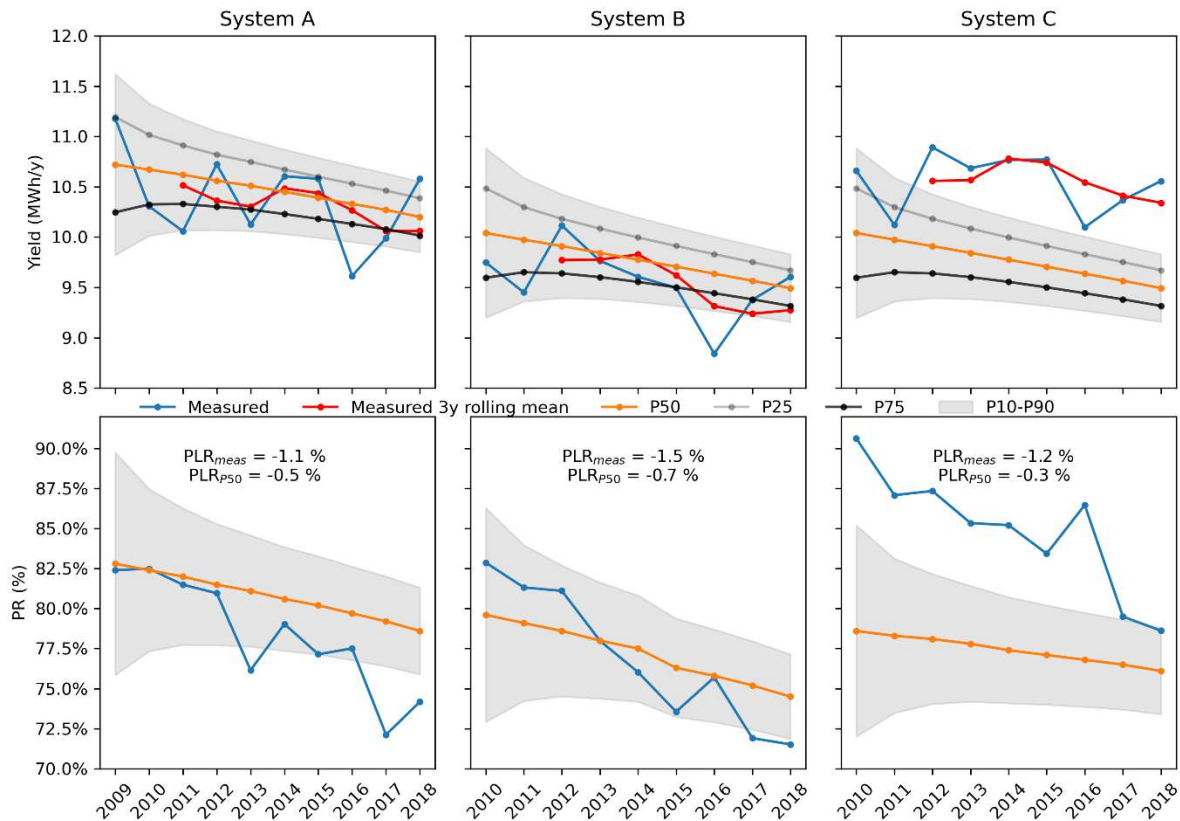 System A System B System C
Yield (MWh/y)
12.0
11.5
11.0
10.5
10.0
9.5
9.0
8.5
Measured Measured 3y rolling mean P50 P25 P75 P10-P90
PR (%)
90.0%
87.5%
85.0%
82.5%
80.0%
77.5%
75.0%
72.5%
70.0%
PLRmeas = -1.1 %
PLRP50 = -0.5 %
PLRmeas = -1.5 %
PLRP50 = -0.7 %
PLRmeas = -1.2 %
PLRP50 = -0.3 %
2009 2010 2011 2012 2013 2014 2015 2016 2017 2018
2010 2011 2012 2013 2014 2015 2016 2017 2018
2010 2011 2012 2013 2014 2015 2016 2017 2018